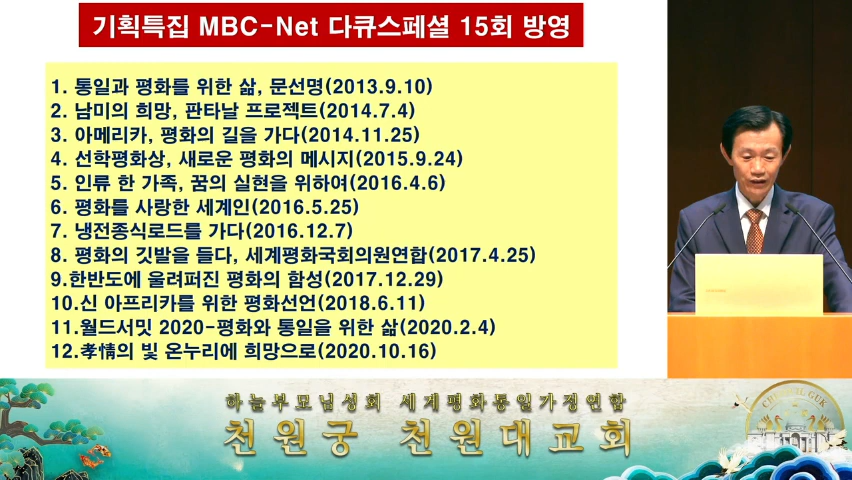 기획특집 MBC-Net 다큐스페셜 15회 방영
1. 통일과 평화를 위한 삶, 문선명(2013.9.10)
2. 남미의 희망, 판타날 프로젝트(2014.7.4)
3. 아메리카, 평화의 길을 가다(2014.11.25)
4. 선학평화상, 새로운 평화의 메시지(2015.9.24)
5. 인류 한 가족, 꿈의 실현을 위하여(2016.4.6)
6. 평화를 사랑한 세계인(2016.5.25)
7. 냉전종식로드를 가다(2016.12.7)
8. 평화의 깃발을 들다, 세계평화국회의원연합(2017.4.25)
9.한반도에 울려퍼진 평화의 함성(2017.12.29)
10.신 아프리카를 위한 평화선언(2018.6.11)
11.월드서밋 2020-평화와 통일을 위한 삶(2020.2.4)
12.孝情의 빛 온누리에 희망으로(2020.10.16)
하늘부모님성회 세계평화통일가정연합
천원궁 천원대교회
CHEON IL GUK